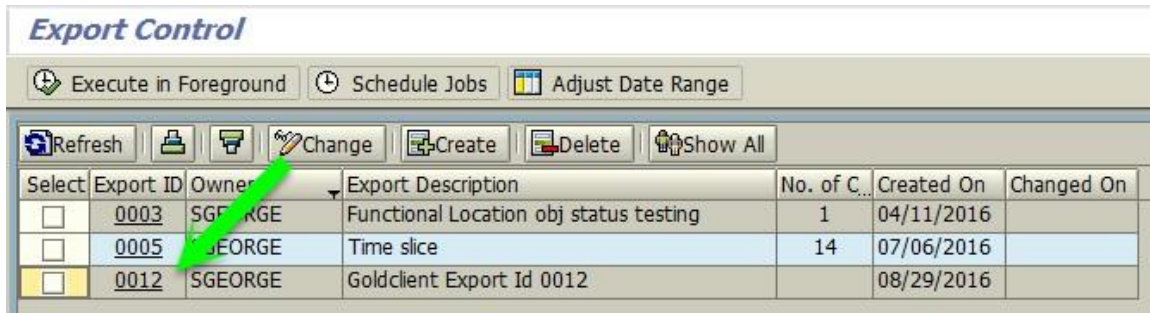 Export Control
Execute in Foreground Schedule Jobs Adjust Date Range
Refresh Change Create Delete Show All
Select Export ID Export Description No. of C... Created On Changed On
0003 Functional Location obj status testing 1 04/11/2016
0005 Time slice 14 07/06/2016
0012 SGEORGE Goldclient Export Id 0012 08/29/2016